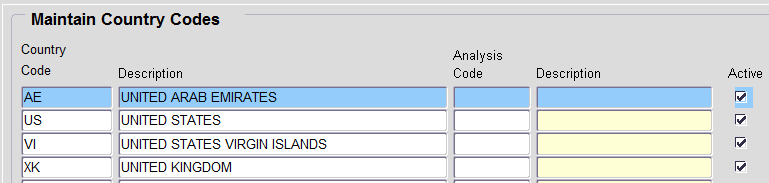 Maintain Country Codes
Country Code Description Analysis Code Description Active
AE UNITED ARAB EMIRATES
US UNITED STATES
VI UNITED STATES VIRGIN ISLANDS
XK UNITED KINGDOM